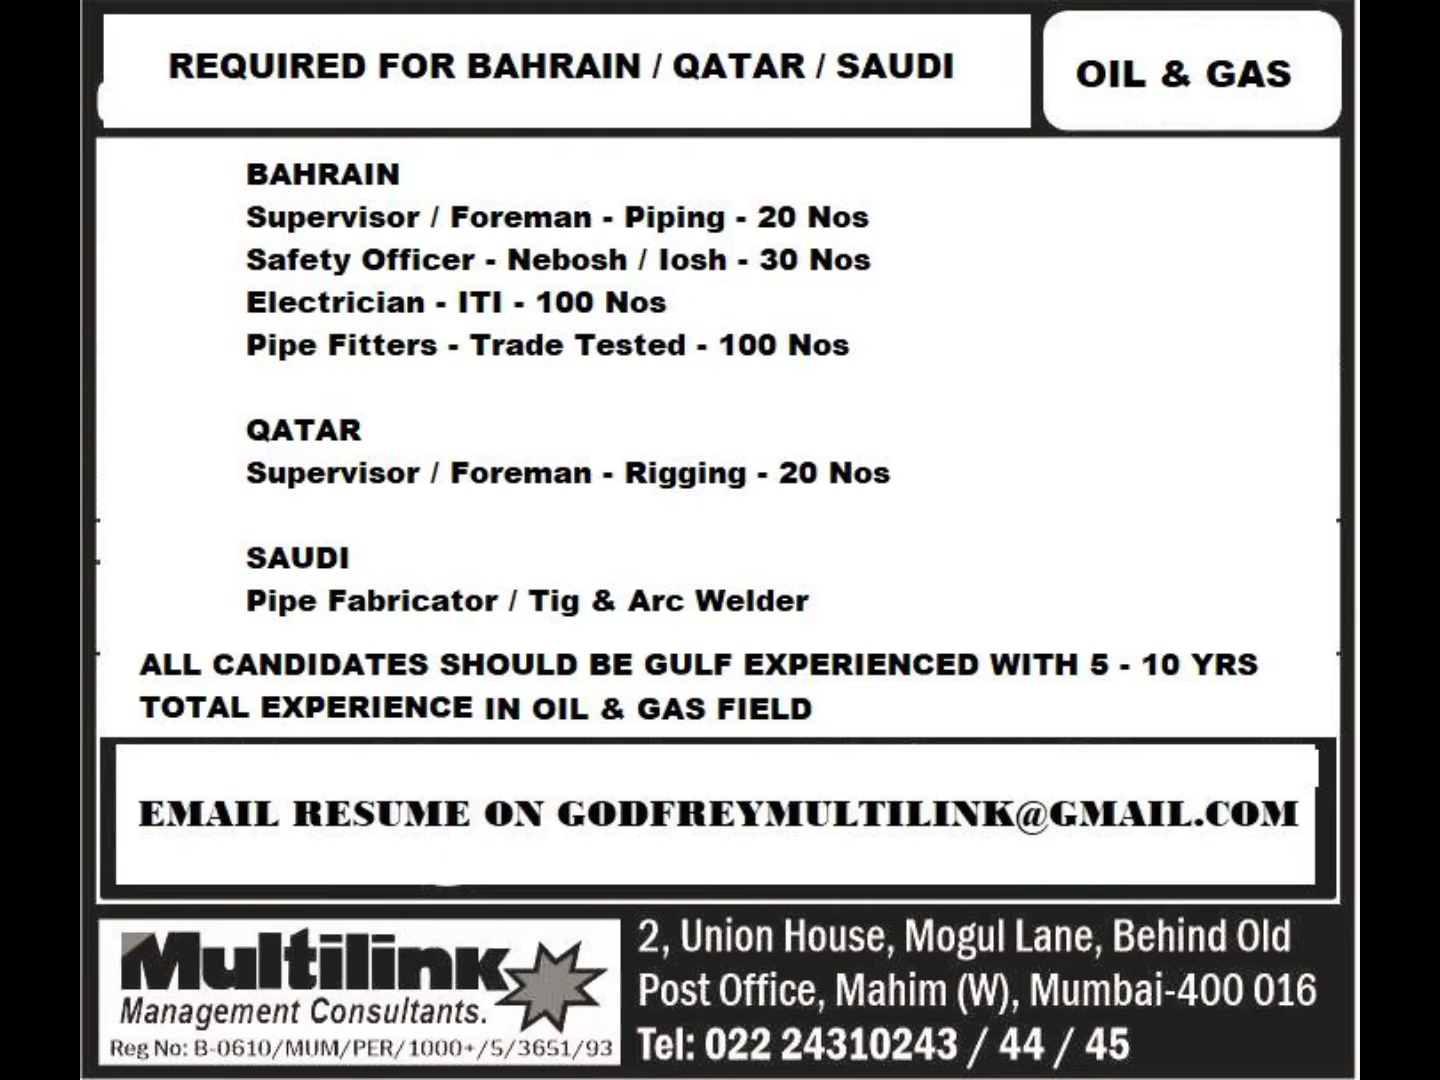 REQUIRED FOR BAHRAIN / QATAR / SAUDI
OIL & GAS
BAHRAIN
Supervisor / Foreman - Piping - 20 Nos
Safety Officer - Nebosh / Iosh - 30 Nos
Electrician - ITI - 100 Nos
Pipe Fitters - Trade Tested - 100 Nos
QATAR
Supervisor / Foreman - Rigging - 20 Nos
SAUDI
Pipe Fabricator / Tig & Arc Welder
ALL CANDIDATES SHOULD BE GULF EXPERIENCED WITH 5 - 10 YRS
TOTAL EXPERIENCE IN OIL & GAS FIELD
EMAIL RESUME ON GODFREYMULTILINK@GMAIL.COM
Multilink
Management Consultants.
Reg No: B-0610/MUM/PER/1000+/5/3651/93
2, Union House, Mogul Lane, Behind Old
Post Office, Mahim (W), Mumbai-400 016
Tel: 022 24310243 / 44 / 45